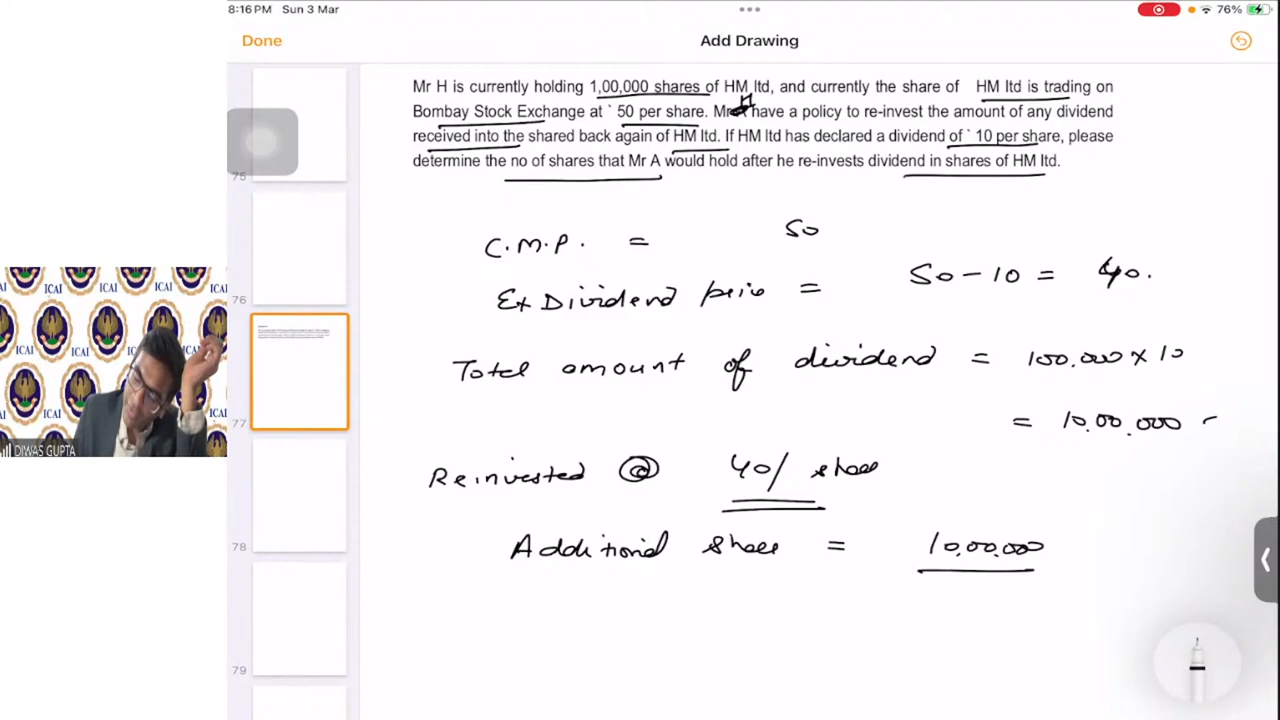 8:16 PM Sun 3 Mar
76%
Done
Add Drawing
Mr H is currently holding 1,00,000 shares of HM ltd, and currently the share of HM ltd is trading on
Bombay Stock Exchange at ` 50 per share. Mr H have a policy to re-invest the amount of any dividend
received into the shared back again of HM ltd. If HM ltd has declared a dividend of ` 10 per share, please
determine the no of shares that Mr A would hold after he re-invests dividend in shares of HM ltd.
C.M.P. = 50
Ex Dividend price = 50 - 10 = 40.
Total amount of dividend = 100,000 x 10
= 10,00,000
Reinvested @ 40/ share
Additional share = 10,00,000
75
76
77
78
79
ICAI
ICAI
ICAI
ICAI
ICAI
ICAI
ICAI
DIWAS GUPTA